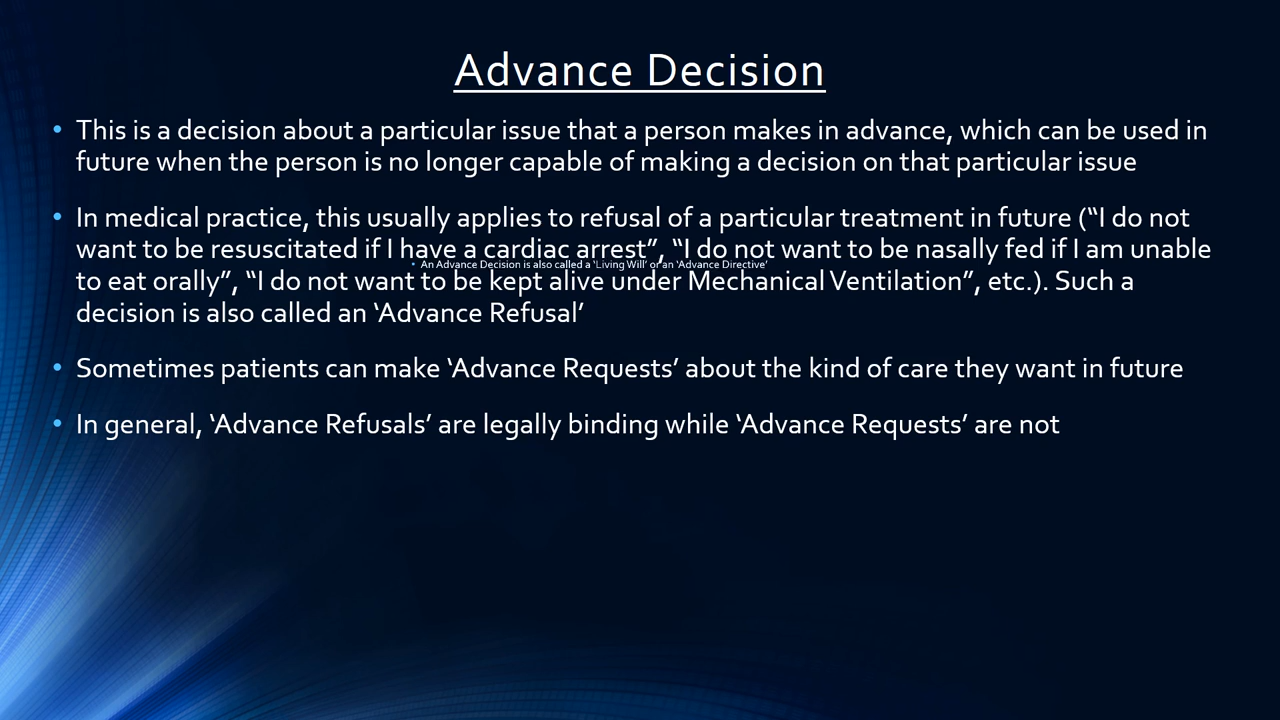 Advance Decision
• This is a decision about a particular issue that a person makes in advance, which can be used in
future when the person is no longer capable of making a decision on that particular issue
• In medical practice, this usually applies to refusal of a particular treatment in future (“I do not
want to be resuscitated if I have a cardiac arrest”, “I do not want to be nasally fed if I am unable
• An Advance Decision is also called a ‘Living Will’ or an ‘Advance Directive’
to eat orally”, “I do not want to be kept alive under Mechanical Ventilation”, etc.). Such a
decision is also called an ‘Advance Refusal’
• Sometimes patients can make ‘Advance Requests’ about the kind of care they want in future
• In general, ‘Advance Refusals’ are legally binding while ‘Advance Requests’ are not